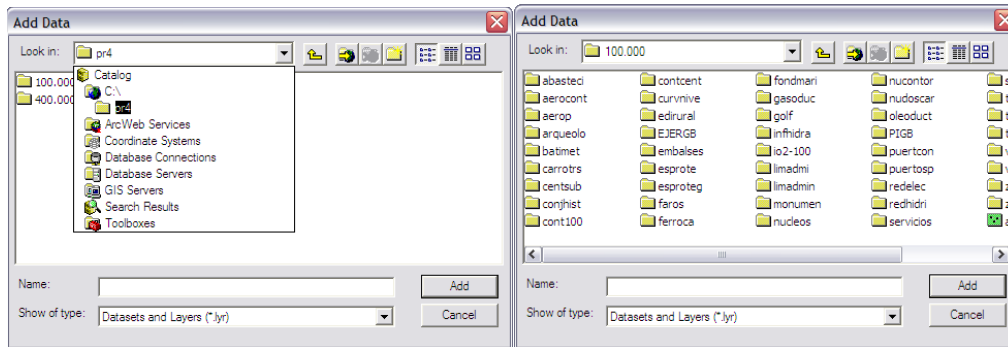 Add Data
Look in: pr4
100.000
400.000
Catalog
C:\
pr4
ArcWeb Services
Coordinate Systems
Database Connections
Database Servers
GIS Servers
Search Results
Toolboxes
Name:
Add
Show of type: Datasets and Layers (*.lyr)
Cancel
Add Data
Look in: 100.000
abasteci
aerocont
aerop
arqueolo
batimet
carrotrs
centsub
conjhist
cont100
contcent
curvnive
edirural
EJERGB
embalses
esprote
esproteg
faros
ferroca
fondmari
gasoduc
golf
infhidra
io2-100
limadmi
limadmin
monumen
nucleos
nucontor
nudoscar
oleoduct
PIGB
puertcon
puertosp
redelec
redhidri
servicios
Name:
Add
Show of type: Datasets and Layers (*.lyr)
Cancel